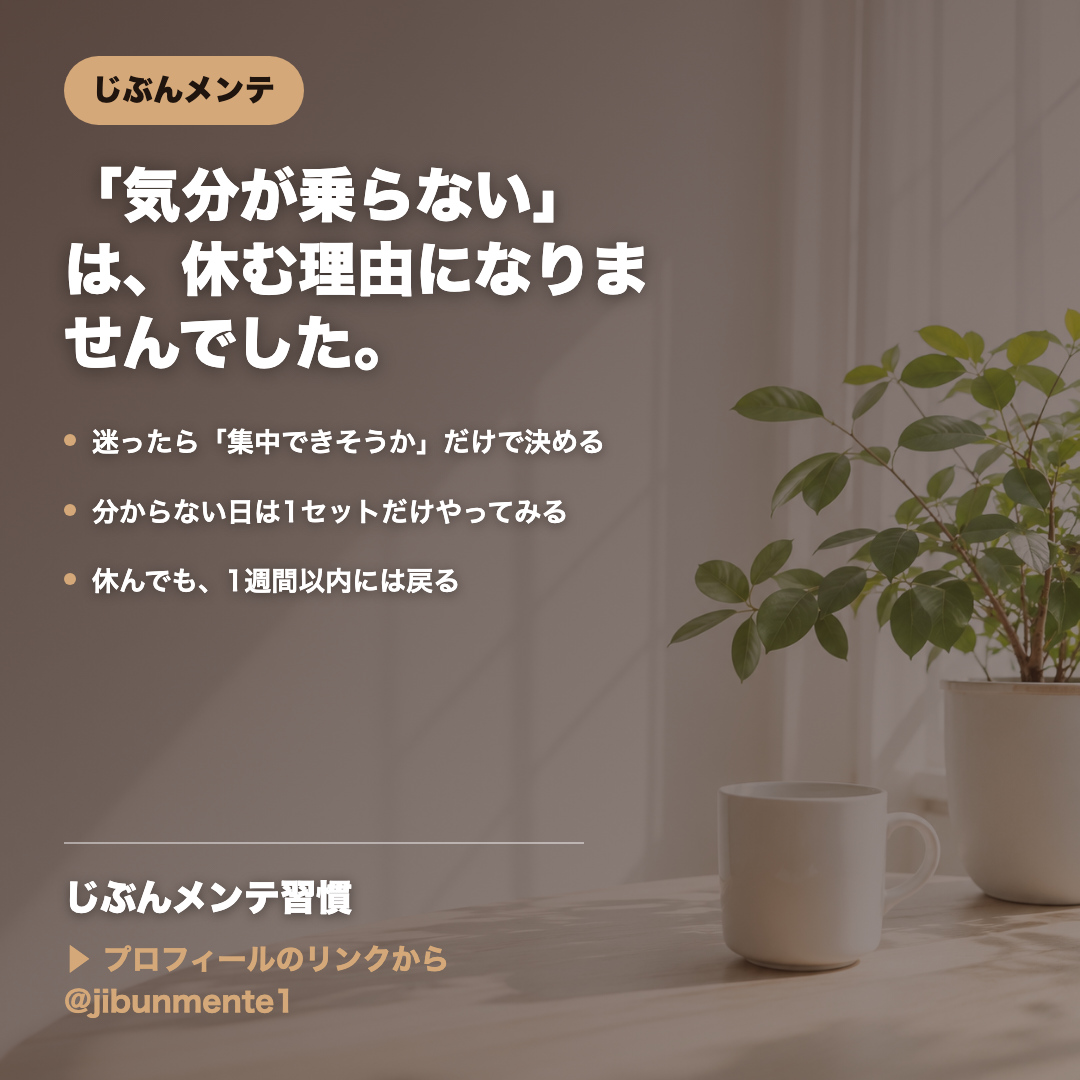 じぶんメンテ
「気分が乗らない」
は、休む理由になりま
せんでした。
• 迷ったら「集中できそうか」だけで決める
• 分からない日は1セットだけやってみる
• 休んでも、1週間以内には戻る
じぶんメンテ習慣
▶ プロフィールのリンクから
@jibunmente1